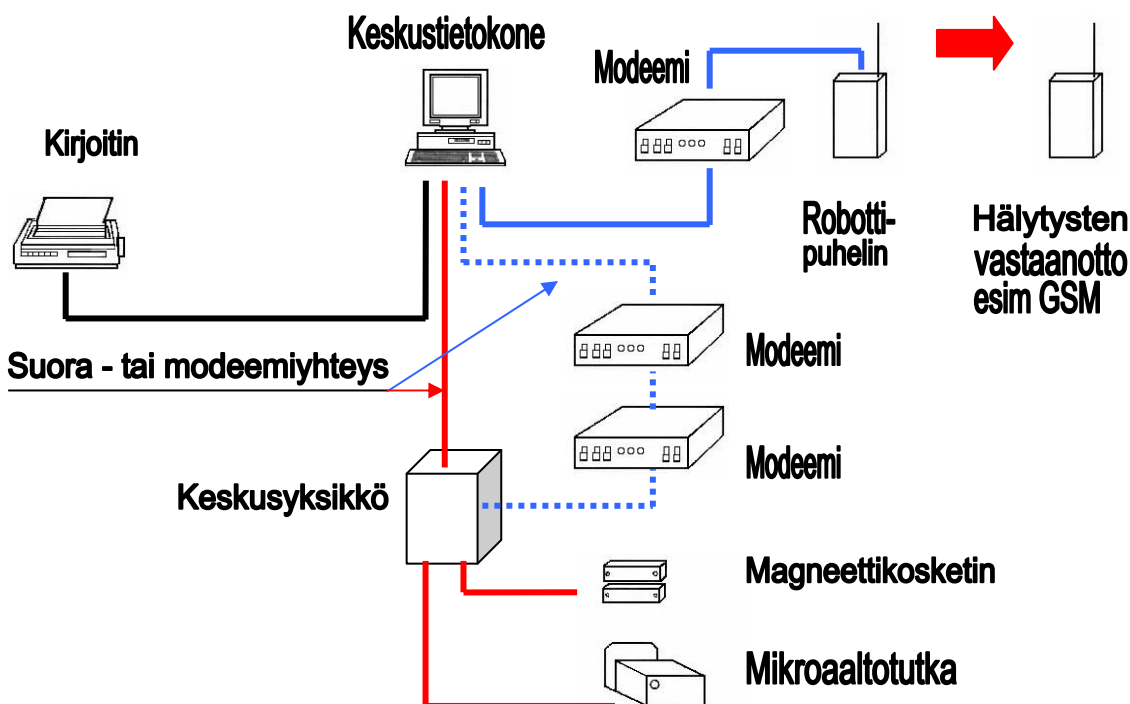 Keskustietokone
Modeemi
Kirjoitin
Robotti-
puhelin
Hälytysten
vastaanotto
esim GSM
Modeemi
Suora - tai modeemiyhteys
Modeemi
Keskusyksikkö
Magneettikosketin
Mikroaaltotutka